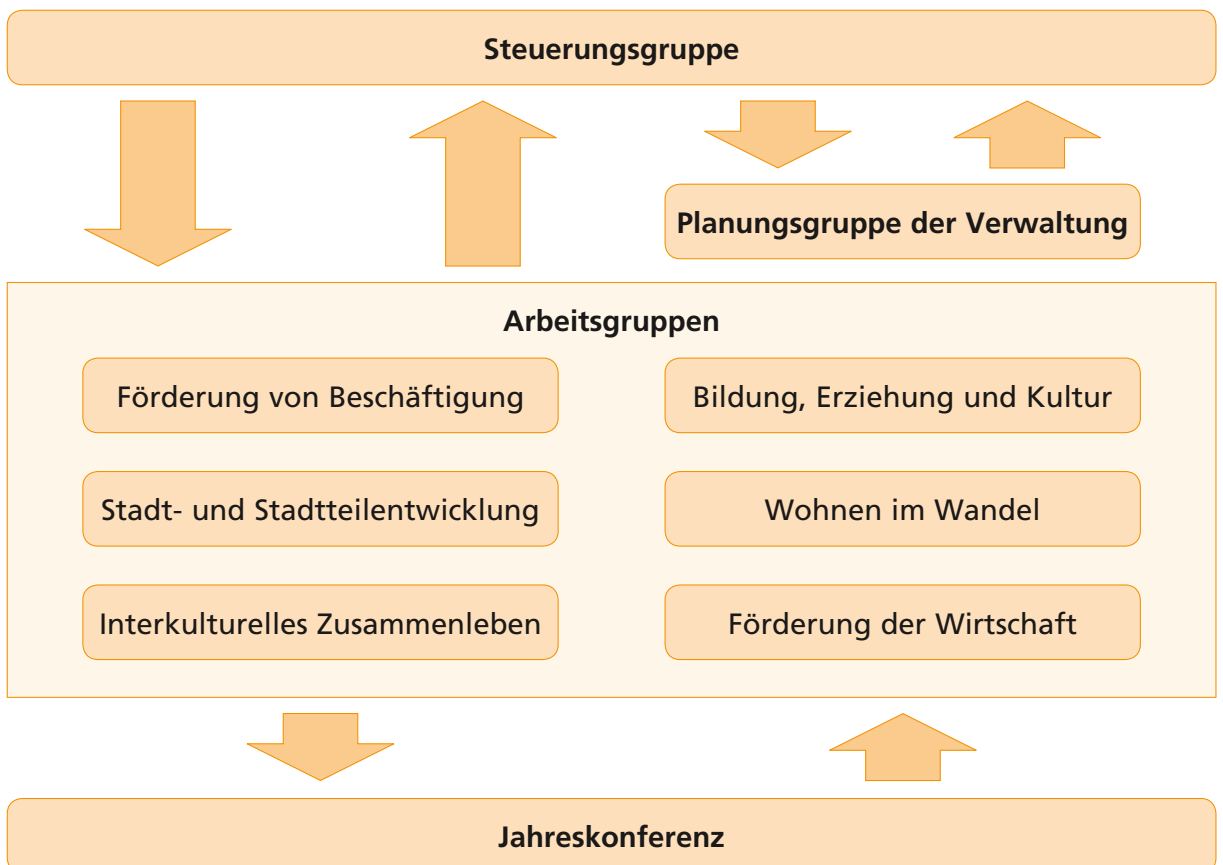 Steuerungsgruppe
Planungsgruppe der Verwaltung
Arbeitsgruppen
Förderung von Beschäftigung
Bildung, Erziehung und Kultur
Stadt- und Stadtteilentwicklung
Wohnen im Wandel
Interkulturelles Zusammenleben
Förderung der Wirtschaft
Jahreskonferenz